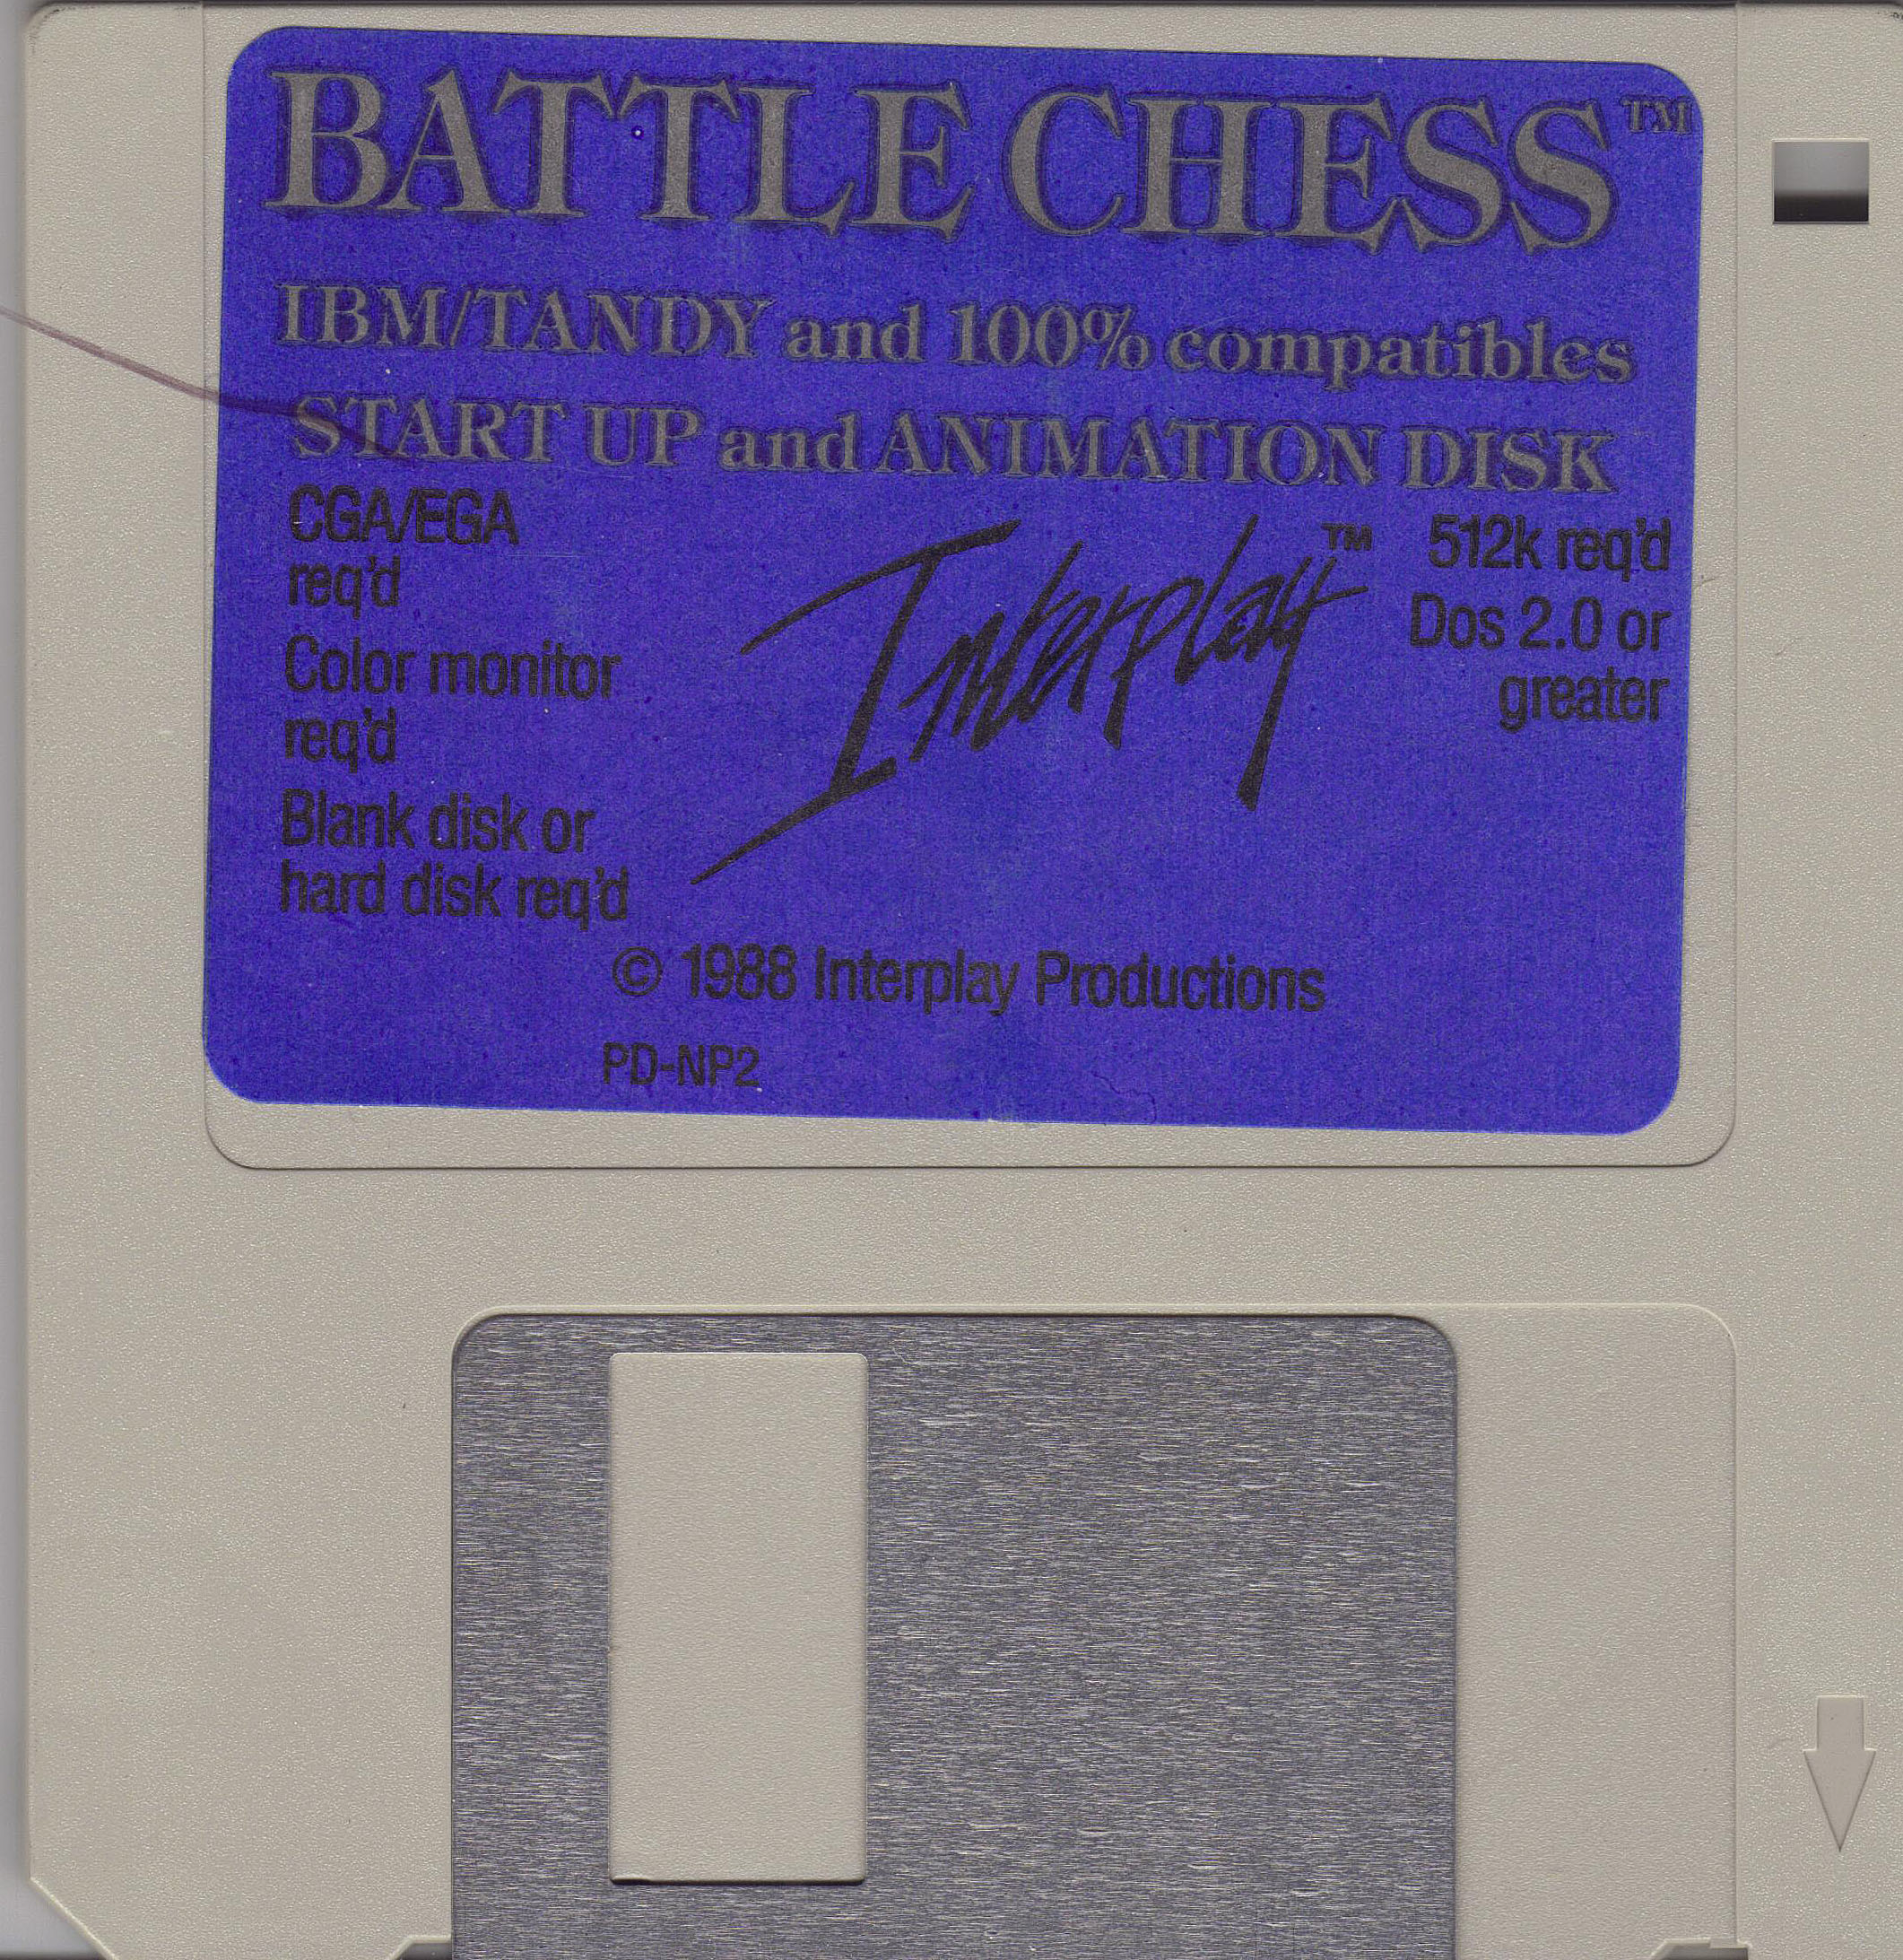 BATTLE CHESS™
IBM/TANDY and 100% compatibles
START UP and ANIMATION DISK
CGA/EGA
req'd
Color monitor
req'd
Blank disk or
hard disk req'd
Interplay™
512k req'd
Dos 2.0 or
greater
© 1988 Interplay Productions
PD-NP2